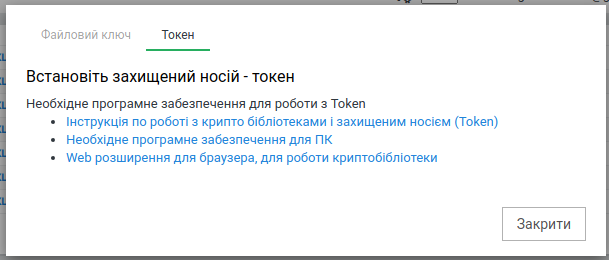 Файловий ключ Токен
Встановіть захищений носій - токен
Необхідне програмне забезпечення для роботи з Token
Інструкція по роботі з крипто бібліотеками і захищеним носієм (Token)
Необхідне програмне забезпечення для ПК
Web розширення для браузера, для роботи криптобібліотеки
Закрити